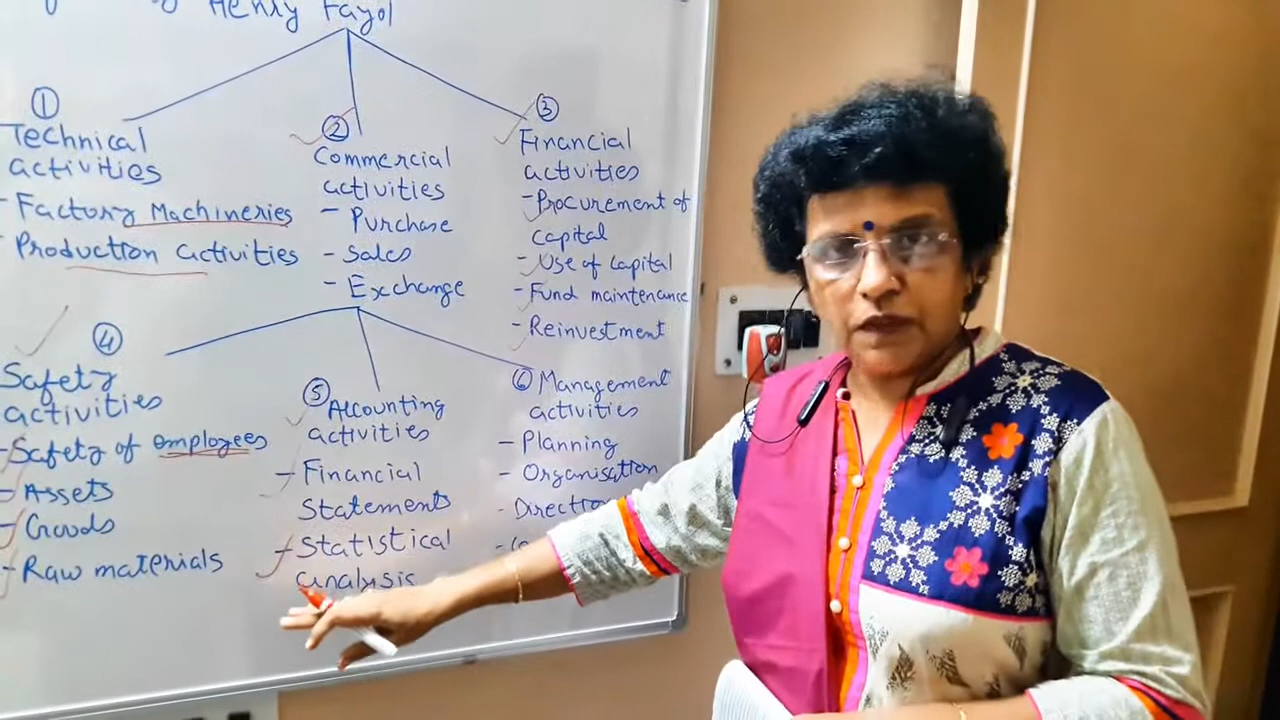 Henry Fayol
①
Technical
activities
- Factory Machineries
- Production activities
②
Commercial
activities
- Purchase
- Sales
- Exchange
③
Financial
activities
- Procurement of
capital
- Use of capital
- Fund maintenance
- Reinvestment
④
Safety
activities
- Safety of employees
- Assets
- Goods
- Raw materials
⑤ Accounting
activities
- Financial
Statements
- Statistical
analysis
⑥ Management
activities
- Planning
- Organisation